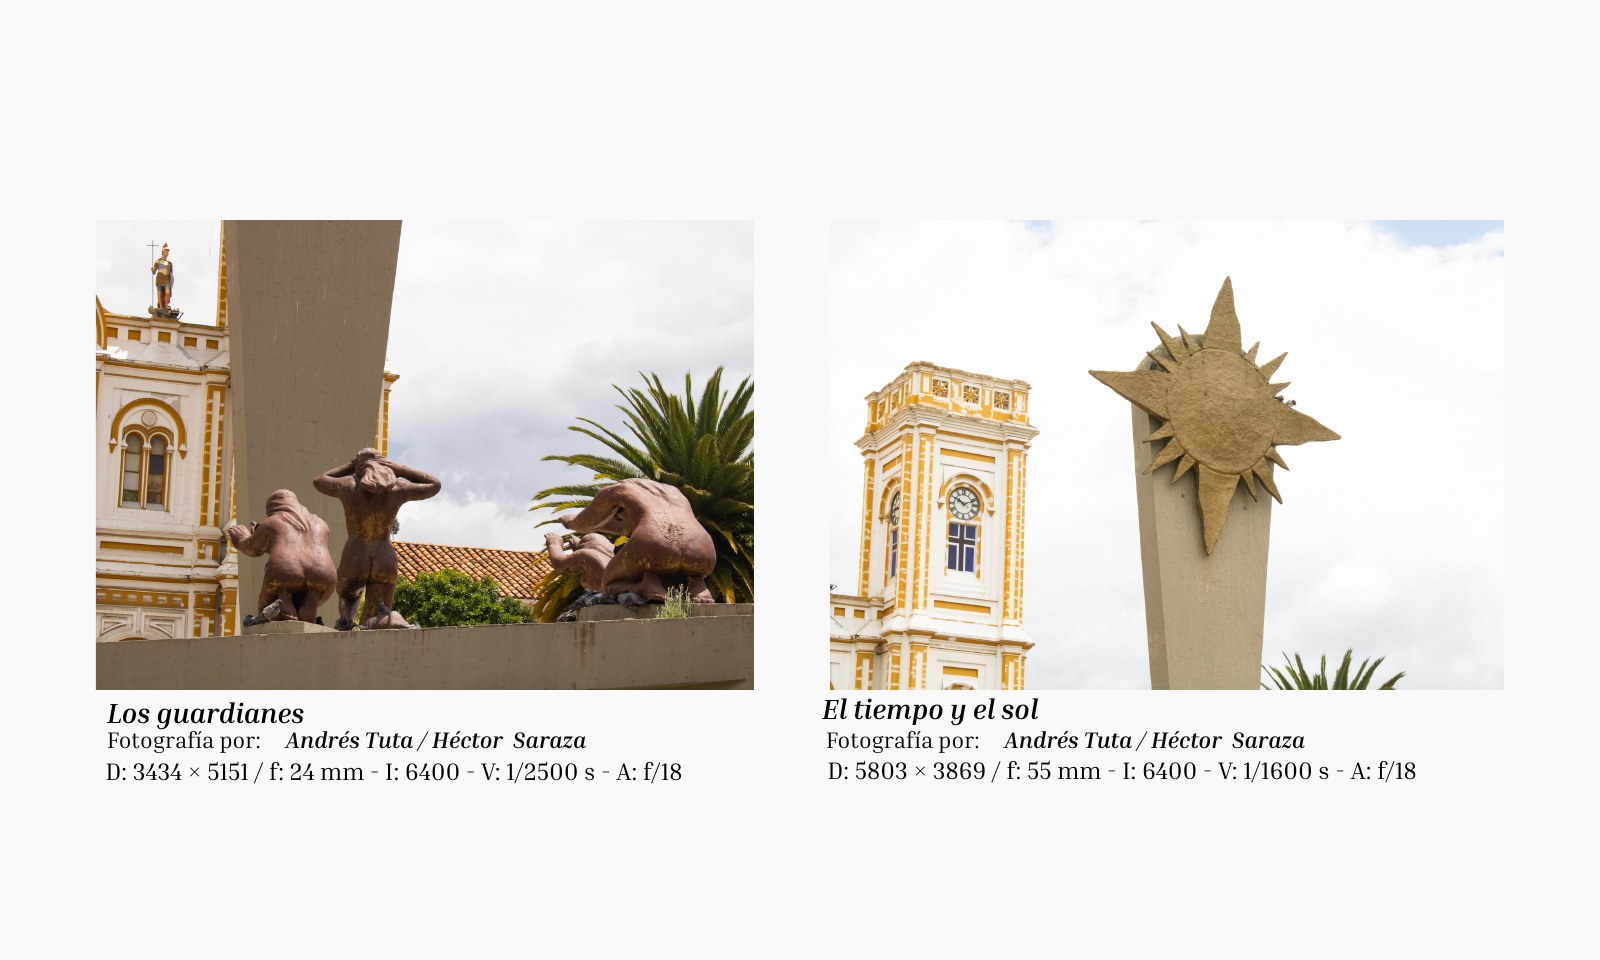 Los guardianes
Fotografía por: Andrés Tuta / Héctor Saraza
D: 3434 × 5151 / f: 24 mm - I: 6400 - V: 1/2500 s - A: f/18
El tiempo y el sol
Fotografía por: Andrés Tuta / Héctor Saraza
D: 5803 × 3869 / f: 55 mm - I: 6400 - V: 1/1600 s - A: f/18